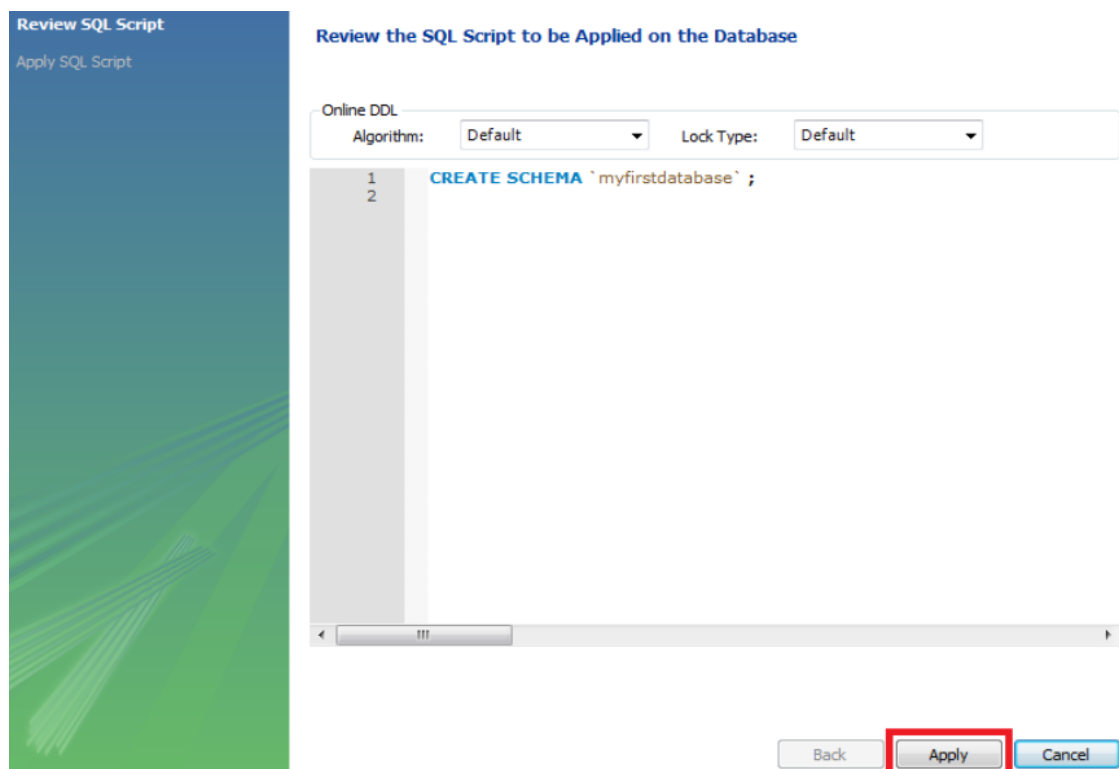 Review SQL Script
Apply SQL Script
Review the SQL Script to be Applied on the Database
Online DDL
Algorithm: Default Lock Type: Default
1 CREATE SCHEMA `myfirstdatabase` ;
2
Back Apply Cancel